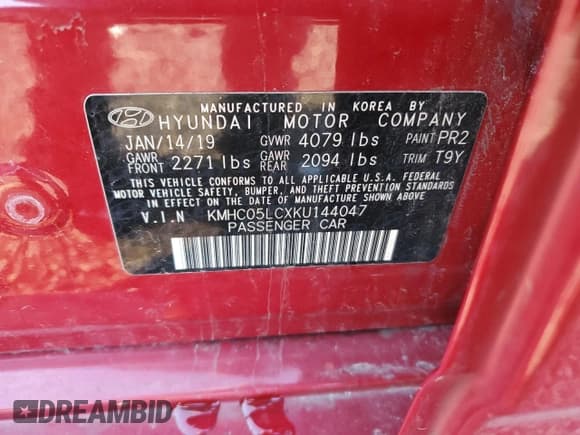 MANUFACTURED IN KOREA BY
HYUNDAI MOTOR COMPANY
JAN/14/19 GVWR 4079 lbs PAINT PR2
GAWR FRONT 2271 lbs GAWR REAR 2094 lbs TRIM T9Y
THIS VEHICLE CONFORMS TO ALL APPLICABLE U.S.A. FEDERAL
MOTOR VEHICLE SAFETY, BUMPER, AND THEFT PREVENTION STANDARDS
IN EFFECT ON THE DATE OF MANUFACTURE SHOWN ABOVE
V.I.N KMHC05LCXKU144047
PASSENGER CAR
DREAMBID